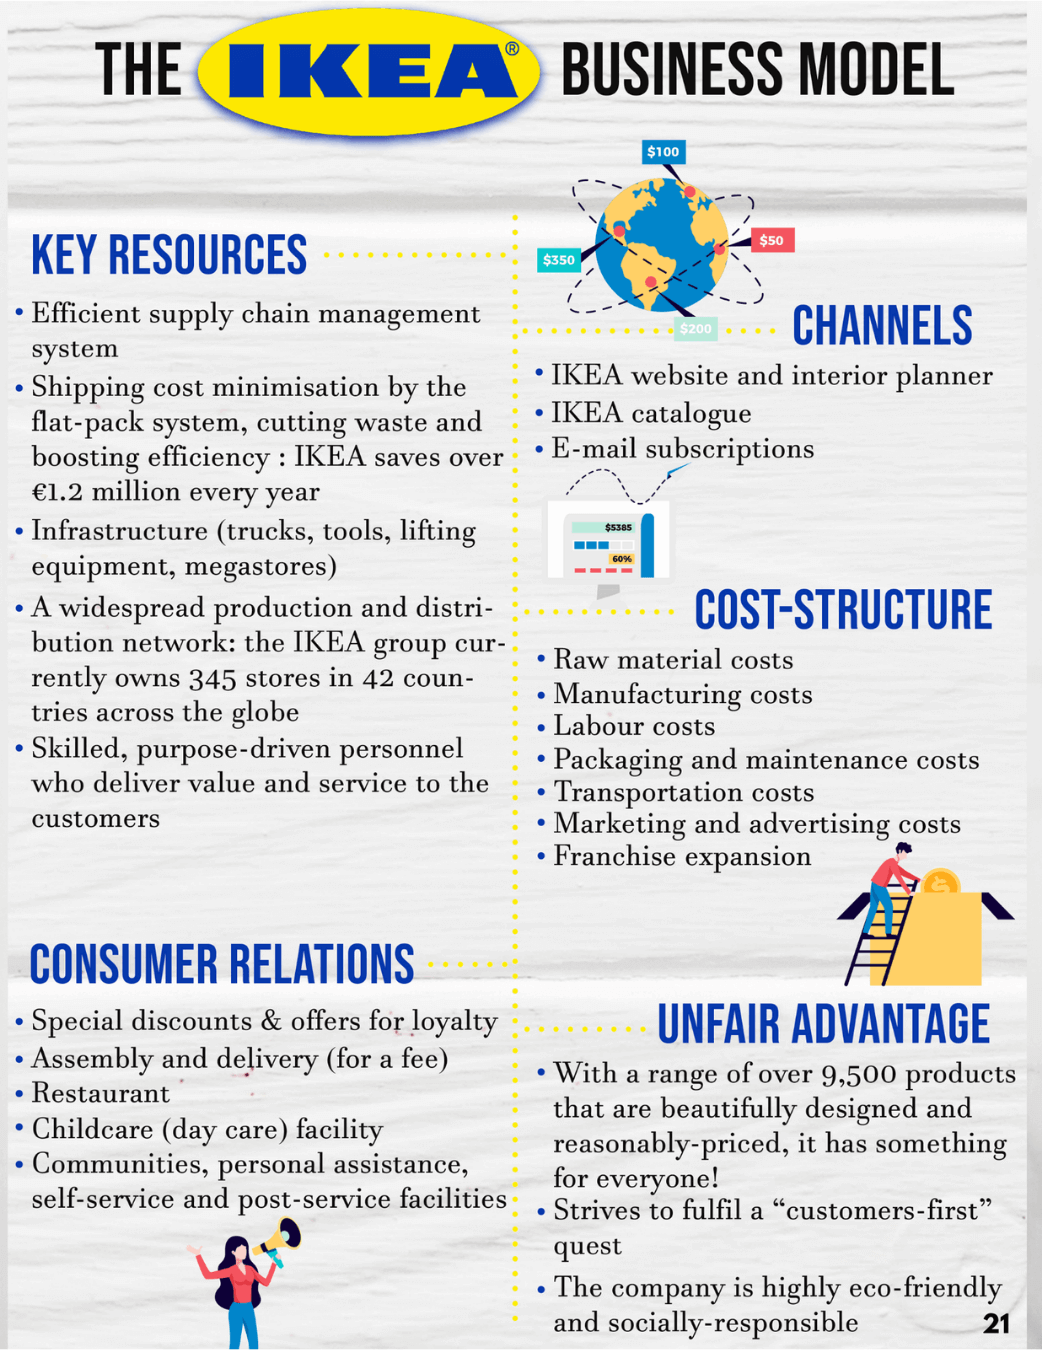 THE IKEA® BUSINESS MODEL
$100
$50
$350
$200
KEY RESOURCES
• Efficient supply chain management
system
• Shipping cost minimisation by the
flat-pack system, cutting waste and
boosting efficiency : IKEA saves over
€1.2 million every year
• Infrastructure (trucks, tools, lifting
equipment, megastores)
• A widespread production and distri-
bution network: the IKEA group cur-
rently owns 345 stores in 42 coun-
tries across the globe
• Skilled, purpose-driven personnel
who deliver value and service to the
customers
CONSUMER RELATIONS
• Special discounts & offers for loyalty
• Assembly and delivery (for a fee)
• Restaurant
• Childcare (day care) facility
• Communities, personal assistance,
self-service and post-service facilities
CHANNELS
• IKEA website and interior planner
• IKEA catalogue
• E-mail subscriptions
$5385
60%
COST-STRUCTURE
• Raw material costs
• Manufacturing costs
• Labour costs
• Packaging and maintenance costs
• Transportation costs
• Marketing and advertising costs
• Franchise expansion
UNFAIR ADVANTAGE
• With a range of over 9,500 products
that are beautifully designed and
reasonably-priced, it has something
for everyone!
• Strives to fulfil a “customers-first”
quest
• The company is highly eco-friendly
and socially-responsible
21